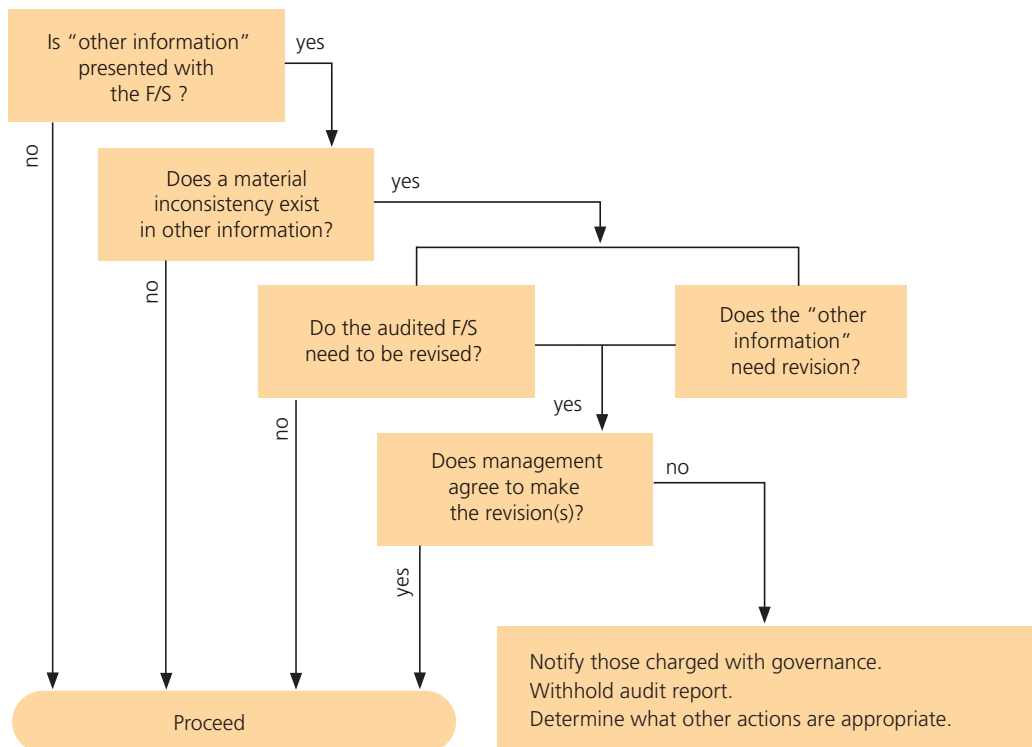 Is “other information”
presented with
the F/S ?
yes
no
Does a material
inconsistency exist
in other information?
yes
no
Do the audited F/S
need to be revised?
Does the “other
information”
need revision?
no
yes
Does management
agree to make
the revision(s)?
no
yes
Notify those charged with governance.
Withhold audit report.
Determine what other actions are appropriate.
Proceed